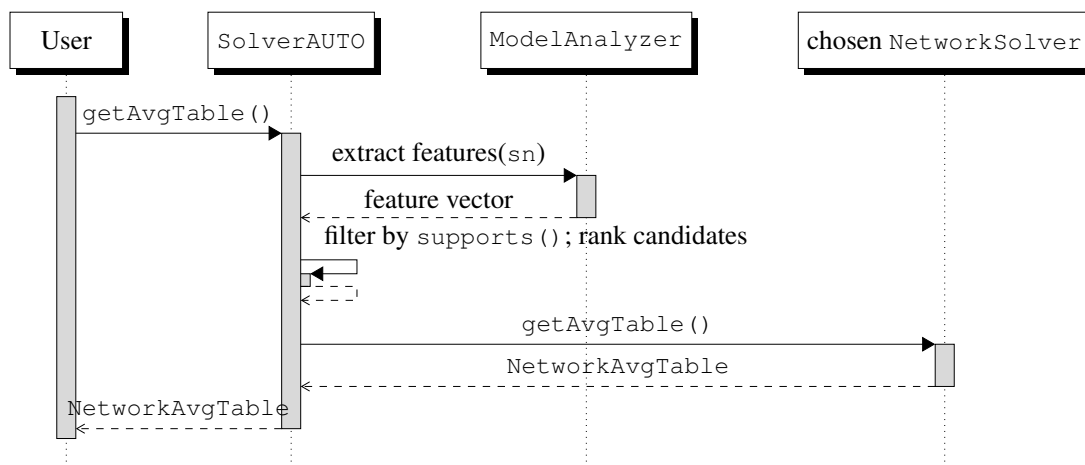 User
SolverAUTO
ModelAnalyzer
chosen NetworkSolver
getAvgTable()
extract features(sn)
feature vector
filter by supports(); rank candidates
getAvgTable()
NetworkAvgTable
NetworkAvgTable